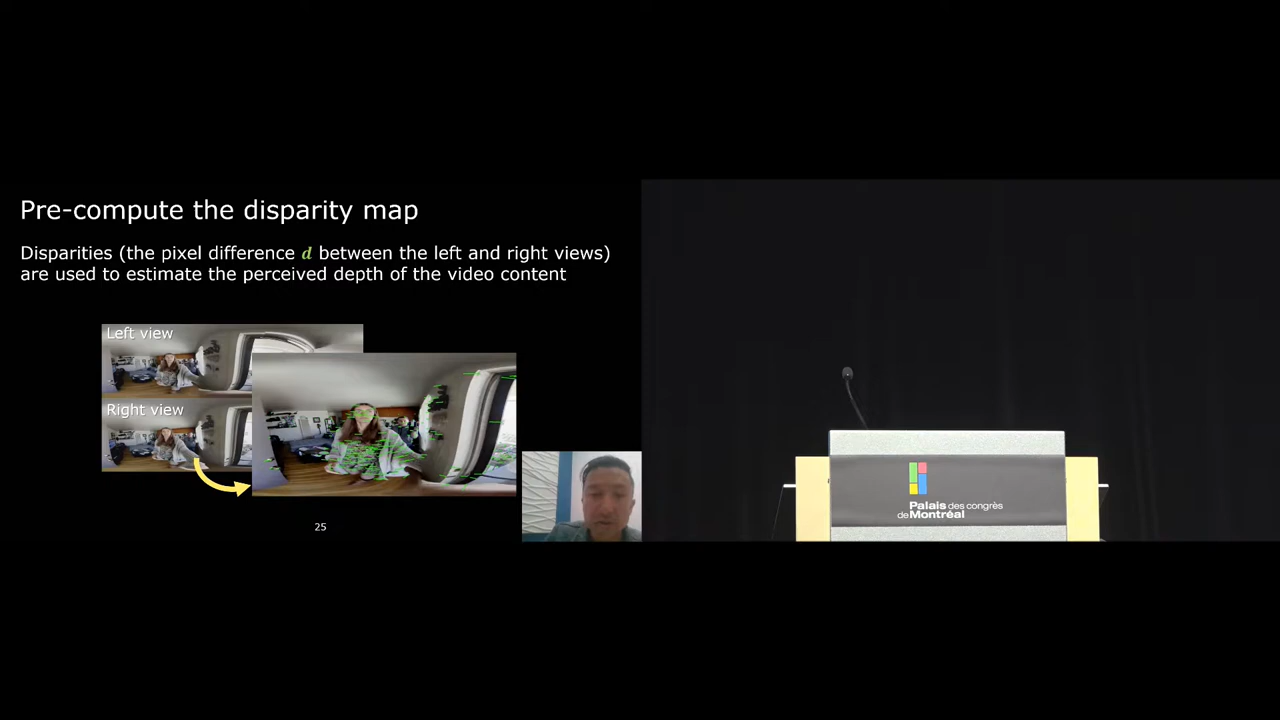 Pre-compute the disparity map
Disparities (the pixel difference d between the left and right views)
are used to estimate the perceived depth of the video content
Left view
Right view
25
Palais des congrès
de Montréal